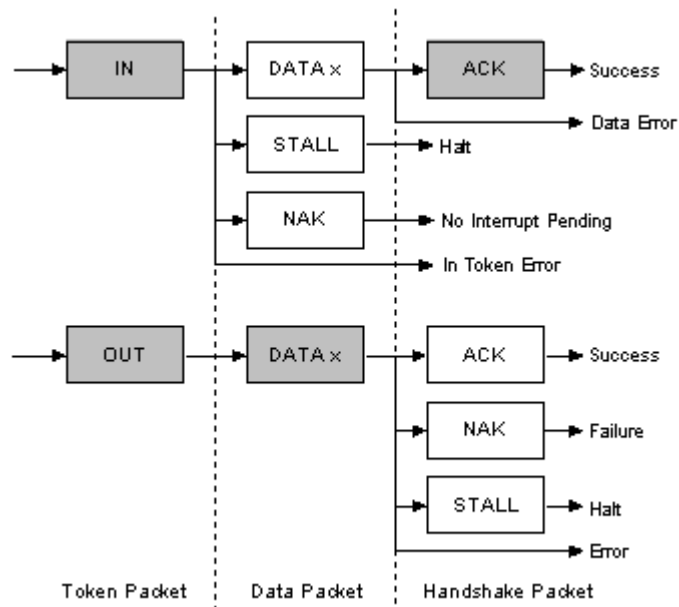 IN
DATA x
ACK
Success
Data Error
STALL
Halt
NAK
No Interrupt Pending
In Token Error
OUT
DATA x
ACK
Success
NAK
Failure
STALL
Halt
Error
Token Packet
Data Packet
Handshake Packet